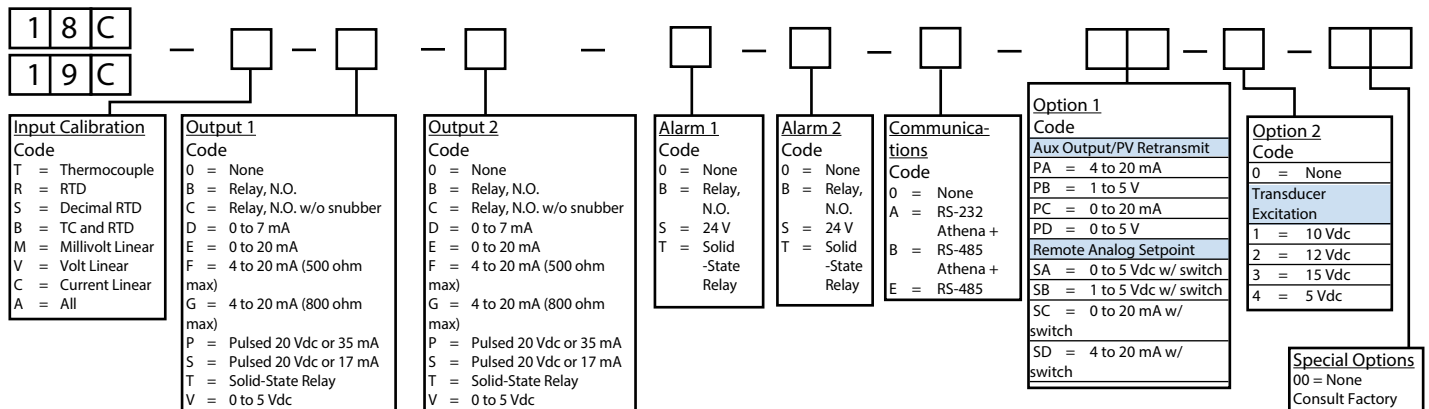 1 8 C
1 9 C
— — — — — — — — —
Input Calibration
Code
T = Thermocouple
R = RTD
S = Decimal RTD
B = TC and RTD
M = Millivolt Linear
V = Volt Linear
C = Current Linear
A = All
Output 1
Code
0 = None
B = Relay, N.O.
C = Relay, N.O. w/o snubber
D = 0 to 7 mA
E = 0 to 20 mA
F = 4 to 20 mA (500 ohm
max)
G = 4 to 20 mA (800 ohm
max)
P = Pulsed 20 Vdc or 35 mA
S = Pulsed 20 Vdc or 17 mA
T = Solid-State Relay
V = 0 to 5 Vdc
Output 2
Code
0 = None
B = Relay, N.O.
C = Relay, N.O. w/o snubber
D = 0 to 7 mA
E = 0 to 20 mA
F = 4 to 20 mA (500 ohm
max)
G = 4 to 20 mA (800 ohm
max)
P = Pulsed 20 Vdc or 35 mA
S = Pulsed 20 Vdc or 17 mA
T = Solid-State Relay
V = 0 to 5 Vdc
Alarm 1
Code
0 = None
B = Relay,
N.O.
S = 24 V
T = Solid
-State
Relay
Alarm 2
Code
0 = None
B = Relay,
N.O.
S = 24 V
T = Solid
-State
Relay
Communica-
tions
Code
0 = None
A = RS-232
Athena +
B = RS-485
Athena +
E = RS-485
Option 1
Code
Aux Output/PV Retransmit
PA = 4 to 20 mA
PB = 1 to 5 V
PC = 0 to 20 mA
PD = 0 to 5 V
Remote Analog Setpoint
SA = 0 to 5 Vdc w/ switch
SB = 1 to 5 Vdc w/ switch
SC = 0 to 20 mA w/
switch
SD = 4 to 20 mA w/
switch
Option 2
Code
0 = None
Transducer
Excitation
1 = 10 Vdc
2 = 12 Vdc
3 = 15 Vdc
4 = 5 Vdc
Special Options
00 = None
Consult Factory